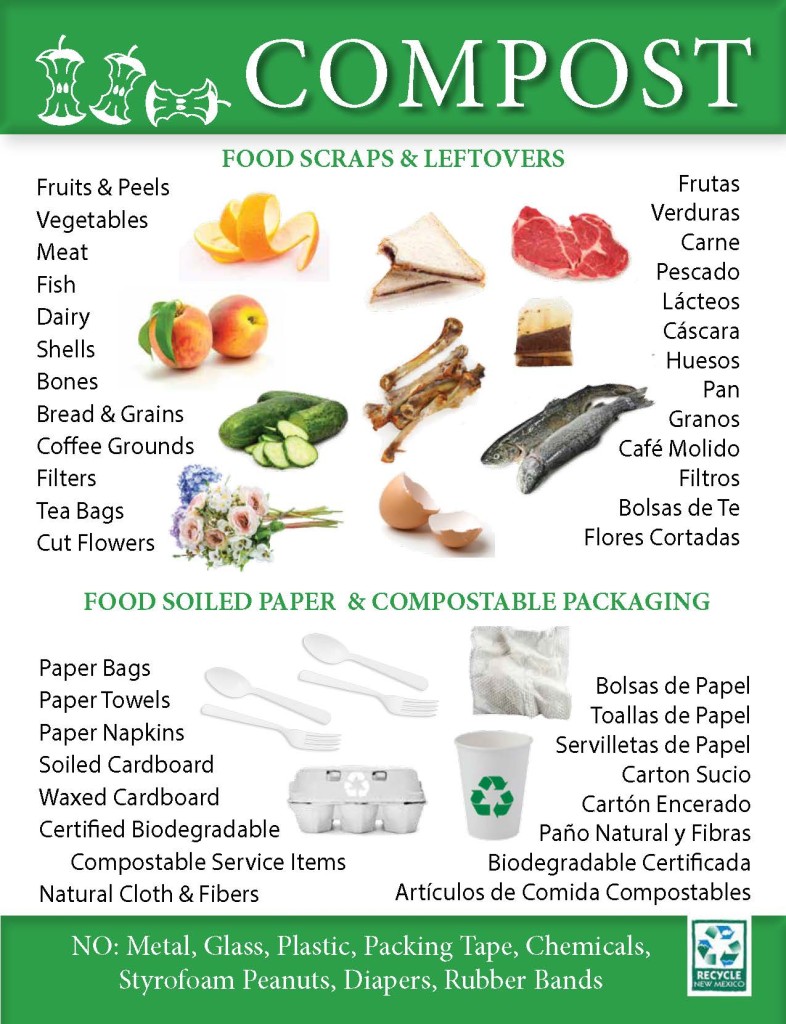 COMPOST
FOOD SCRAPS & LEFTOVERS
Fruits & Peels
Vegetables
Meat
Fish
Dairy
Shells
Bones
Bread & Grains
Coffee Grounds
Filters
Tea Bags
Cut Flowers
Frutas
Verduras
Carne
Pescado
Lácteos
Cáscara
Huesos
Pan
Granos
Café Molido
Filtros
Bolsas de Te
Flores Cortadas
FOOD SOILED PAPER & COMPOSTABLE PACKAGING
Paper Bags
Paper Towels
Paper Napkins
Soiled Cardboard
Waxed Cardboard
Certified Biodegradable
Compostable Service Items
Natural Cloth & Fibers
Bolsas de Papel
Toallas de Papel
Servilletas de Papel
Carton Sucio
Cartón Encerado
Paño Natural y Fibras
Biodegradable Certificada
Artículos de Comida Compostables
NO: Metal, Glass, Plastic, Packing Tape, Chemicals,
Styrofoam Peanuts, Diapers, Rubber Bands
RECYCLE
NEW MEXICO